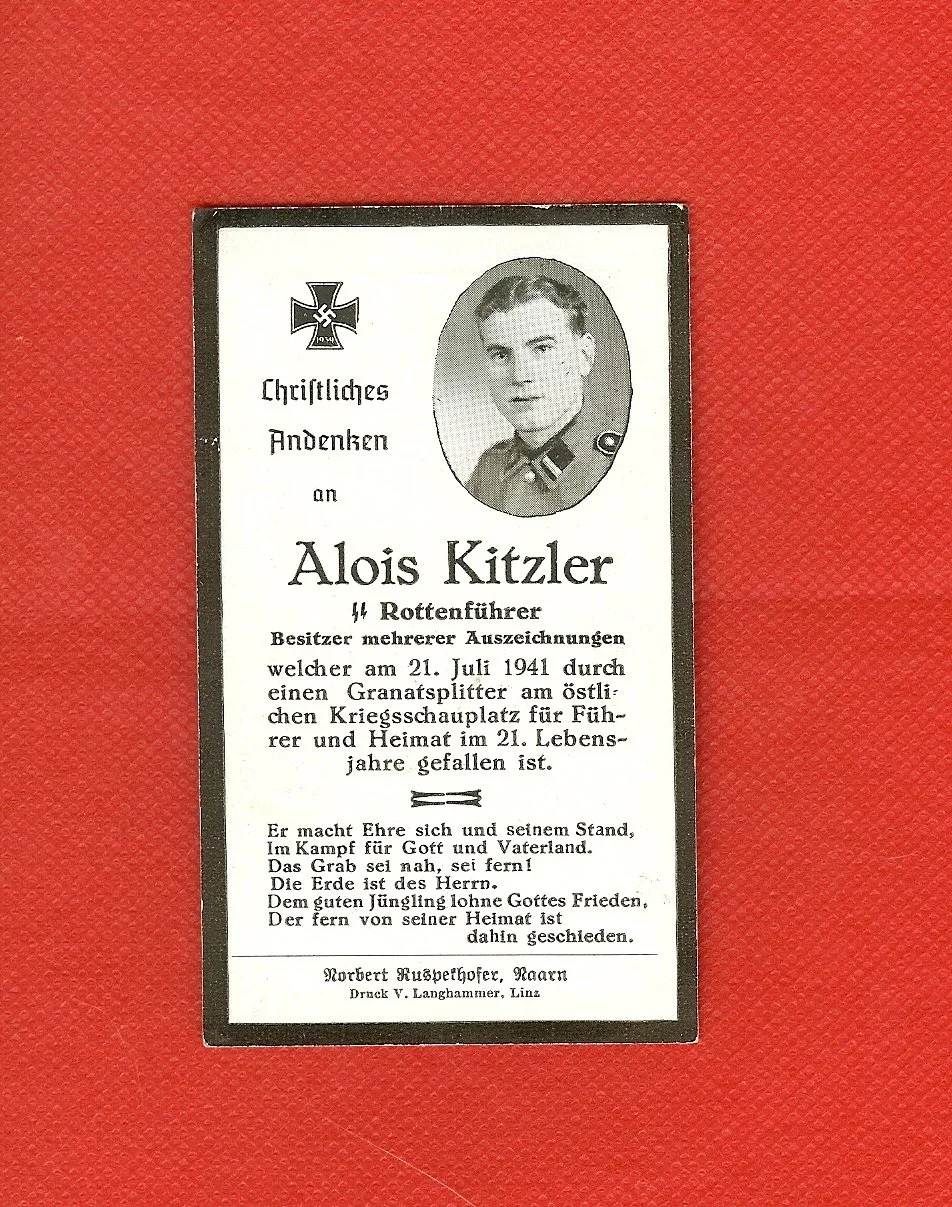 1939
Christliches
Andenken
an
Alois Kitzler
ᛋᛋ Rottenführer
Besitzer mehrerer Auszeichnungen
welcher am 21. Juli 1941 durch
einen Granatsplitter am östli-
chen Kriegsschauplatz für Füh-
rer und Heimat im 21. Lebens-
jahre gefallen ist.
Er macht Ehre sich und seinem Stand,
Im Kampf für Gott und Vaterland.
Das Grab sei nah, sei fern!
Die Erde ist des Herrn.
Dem guten Jüngling lohne Gottes Frieden,
Der fern von seiner Heimat ist
dahin geschieden.
Norbert Ruspekhofer, Naarn
Druck V. Langhammer, Linz